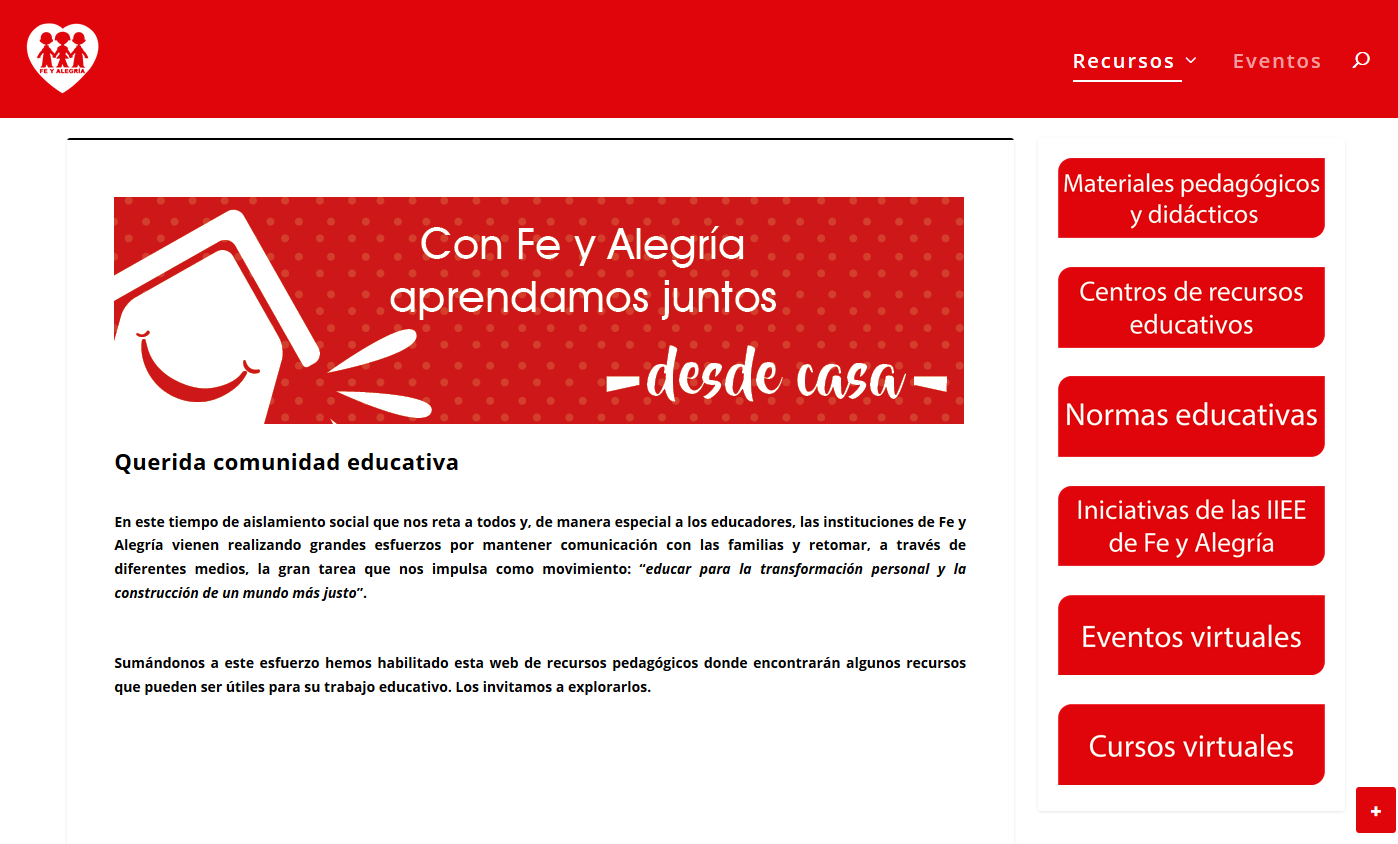 FE Y ALEGRÍA
Recursos
Eventos
Con Fe y Alegría
aprendamos juntos
desde casa
Querida comunidad educativa
En este tiempo de aislamiento social que nos reta a todos y, de manera especial a los educadores, las instituciones de Fe y
Alegría vienen realizando grandes esfuerzos por mantener comunicación con las familias y retomar, a través de
diferentes medios, la gran tarea que nos impulsa como movimiento: “educar para la transformación personal y la
construcción de un mundo más justo”.
Sumándonos a este esfuerzo hemos habilitado esta web de recursos pedagógicos donde encontrarán algunos recursos
que pueden ser útiles para su trabajo educativo. Los invitamos a explorarlos.
Materiales pedagógicos
y didácticos
Centros de recursos
educativos
Normas educativas
Iniciativas de las IIEE
de Fe y Alegría
Eventos virtuales
Cursos virtuales
+